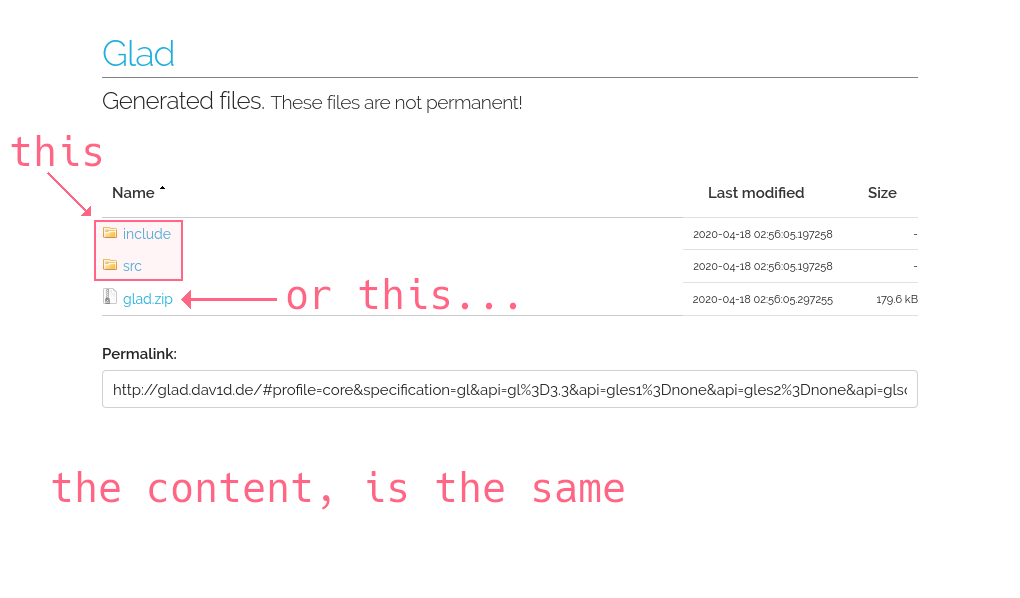 Glad
Generated files. These files are not permanent!
this
Name Last modified Size
include 2020-04-18 02:56:05.197258 -
src 2020-04-18 02:56:05.197258 -
glad.zip or this... 2020-04-18 02:56:05.297255 179.6 kB
Permalink:
http://glad.dav1d.de/#profile=core&specification=gl&api=gl%3D3.3&api=gles1%3Dnone&api=gles2%3Dnone&api=glsc
the content, is the same